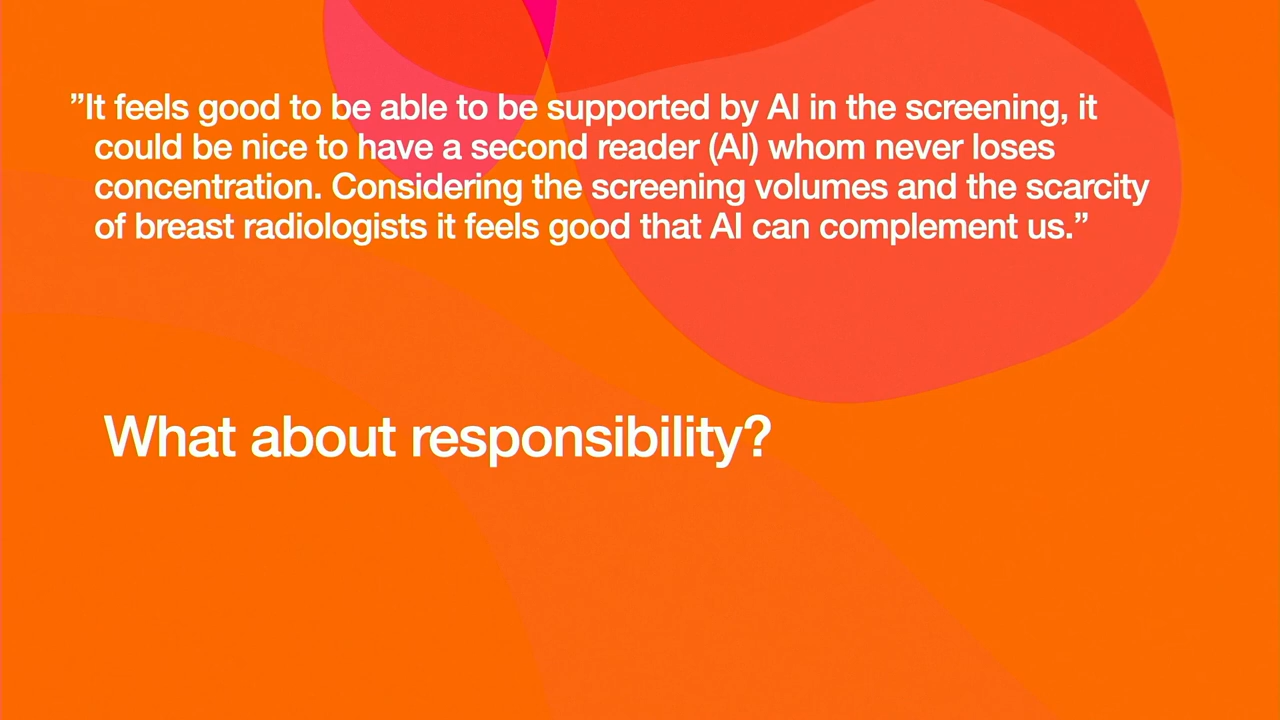 ”It feels good to be able to be supported by AI in the screening, it
could be nice to have a second reader (AI) whom never loses
concentration. Considering the screening volumes and the scarcity
of breast radiologists it feels good that AI can complement us.”
What about responsibility?